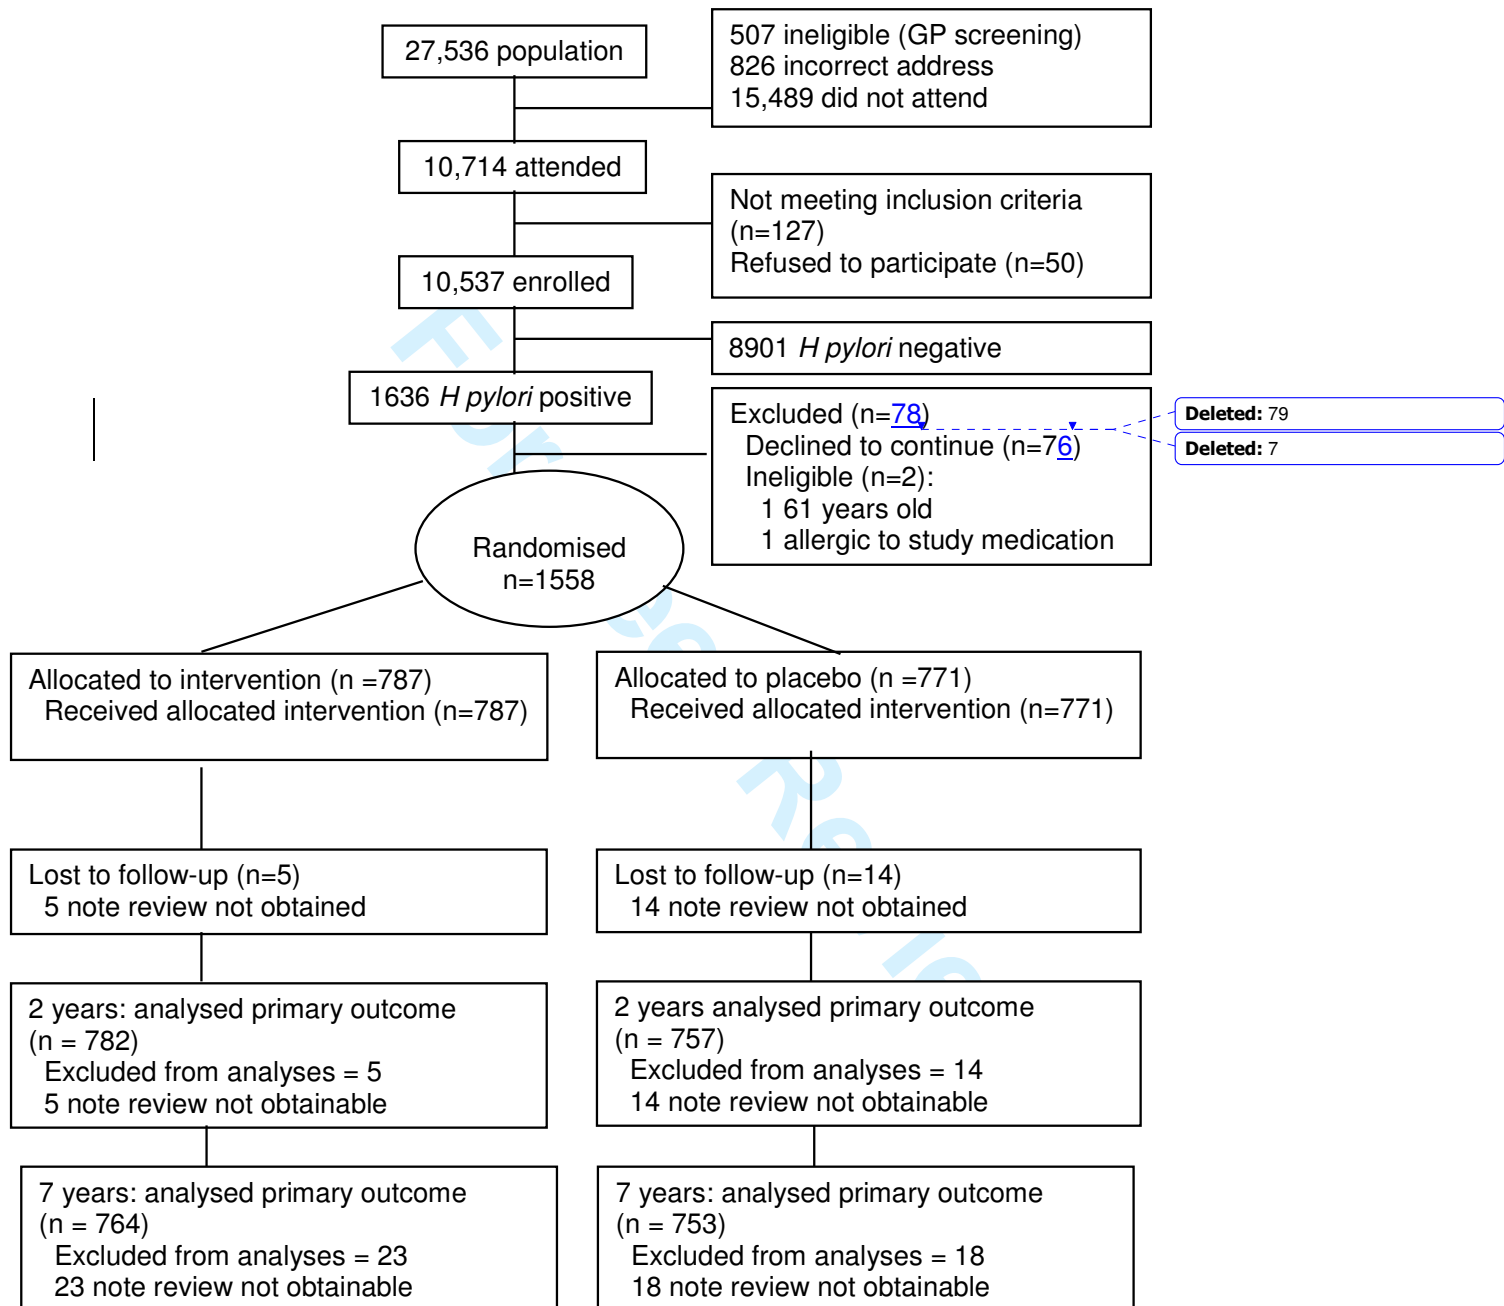 27,536 population
507 ineligible (GP screening)
826 incorrect address
15,489 did not attend
10,714 attended
Not meeting inclusion criteria
(n=127)
Refused to participate (n=50)
10,537 enrolled
8901 H pylori negative
1636 H pylori positive
Excluded (n=78)
Declined to continue (n=76)
Ineligible (n=2):
1 61 years old
1 allergic to study medication
Deleted: 79
Deleted: 7
Randomised
n=1558
Allocated to intervention (n =787)
Received allocated intervention (n=787)
Allocated to placebo (n =771)
Received allocated intervention (n=771)
Lost to follow-up (n=5)
5 note review not obtained
Lost to follow-up (n=14)
14 note review not obtained
2 years: analysed primary outcome
(n = 782)
Excluded from analyses = 5
5 note review not obtainable
2 years analysed primary outcome
(n = 757)
Excluded from analyses = 14
14 note review not obtainable
7 years: analysed primary outcome
(n = 764)
Excluded from analyses = 23
23 note review not obtainable
7 years: analysed primary outcome
(n = 753)
Excluded from analyses = 18
18 note review not obtainable
For